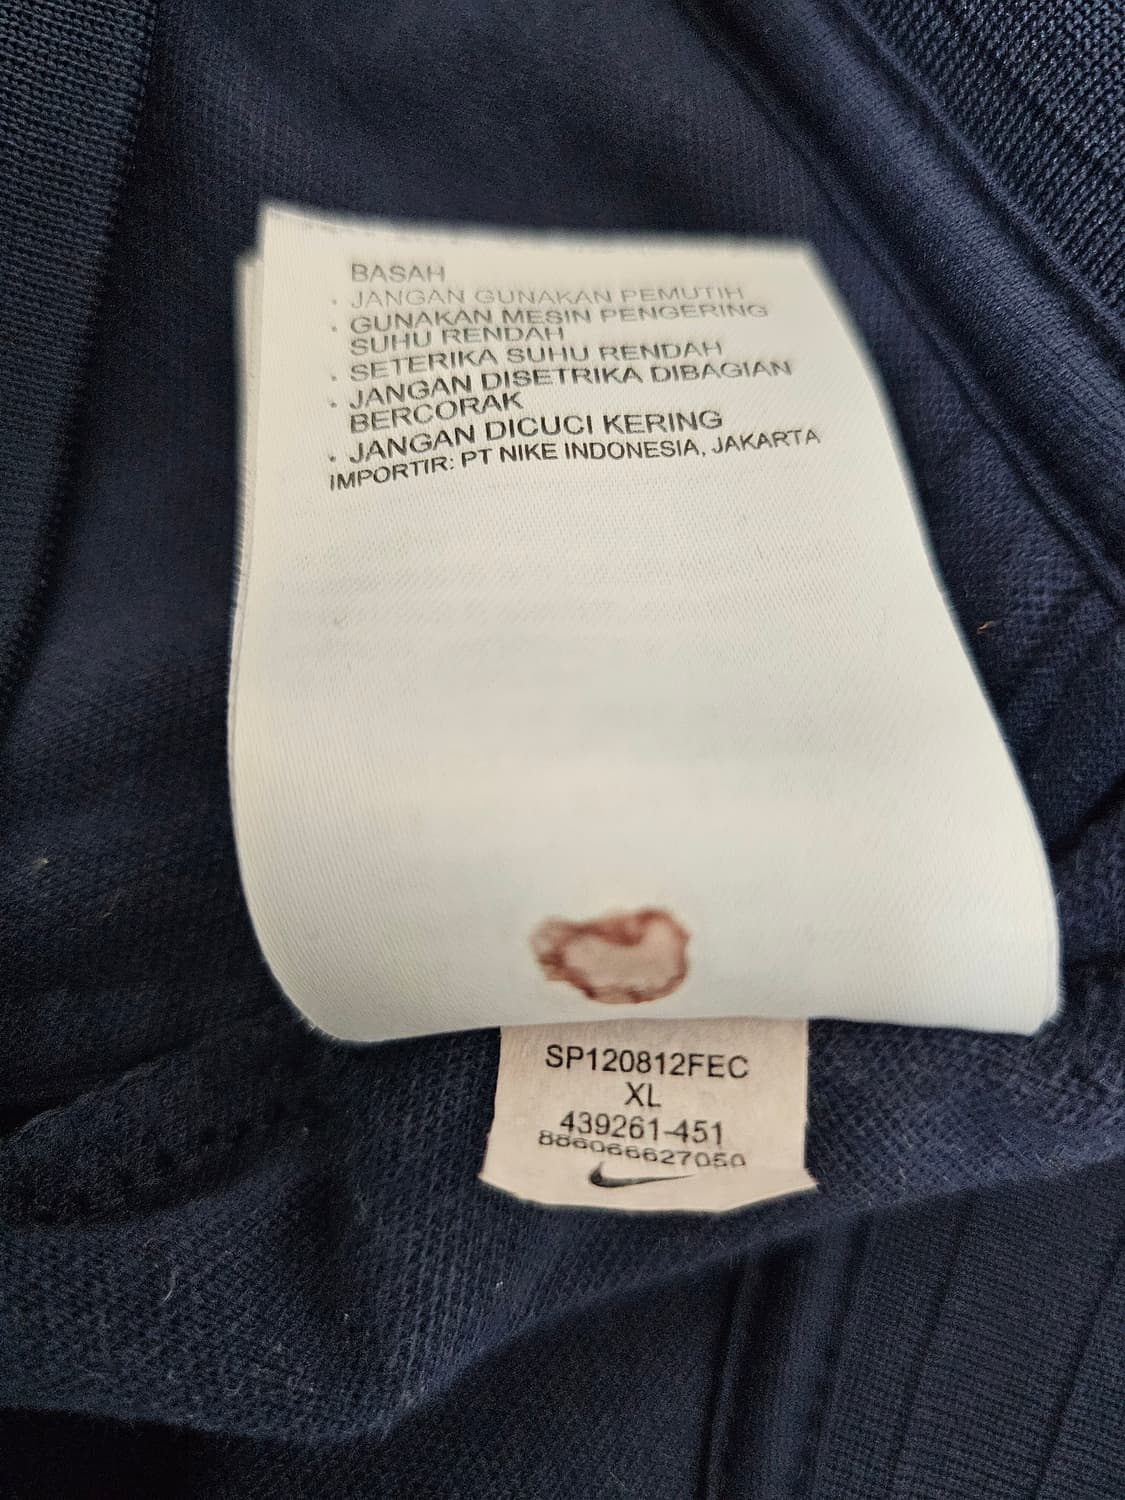 BASAH
. JANGAN GUNAKAN PEMUTIH
. GUNAKAN MESIN PENGERING
SUHU RENDAH
. SETERIKA SUHU RENDAH
. JANGAN DISETRIKA DIBAGIAN
BERCORAK
. JANGAN DICUCI KERING
IMPORTIR: PT NIKE INDONESIA, JAKARTA
SP120812FEC
XL
439261-451
886066627050